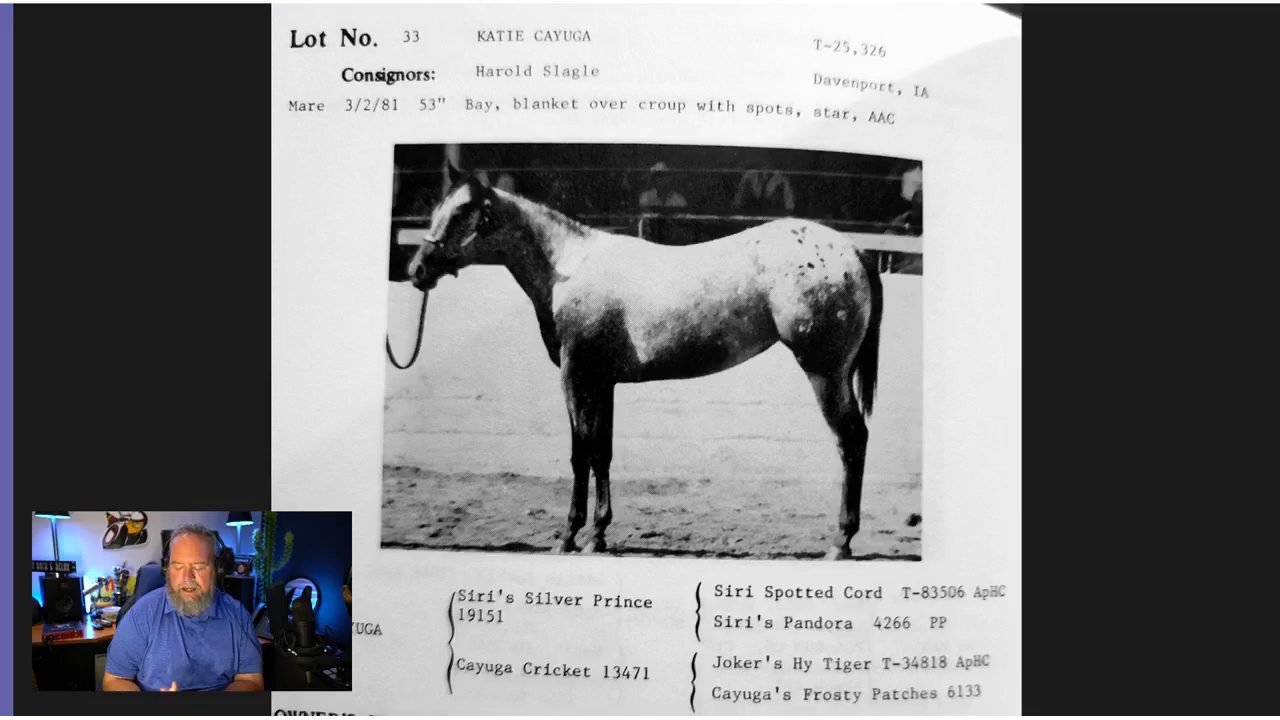 Lot No. 33 KATIE CAYUGA T-25,326
Consignors: Harold Slagle Davenport, IA
Mare 3/2/81 53" Bay, blanket over croup with spots, star, AAC
Siri's Silver Prince
19151
Siri Spotted Cord T-83506 ApHC
Siri's Pandora 4266 PP
YUGA
Cayuga Cricket 13471
Joker's Hy Tiger T-34818 ApHC
Cayuga's Frosty Patches 6133